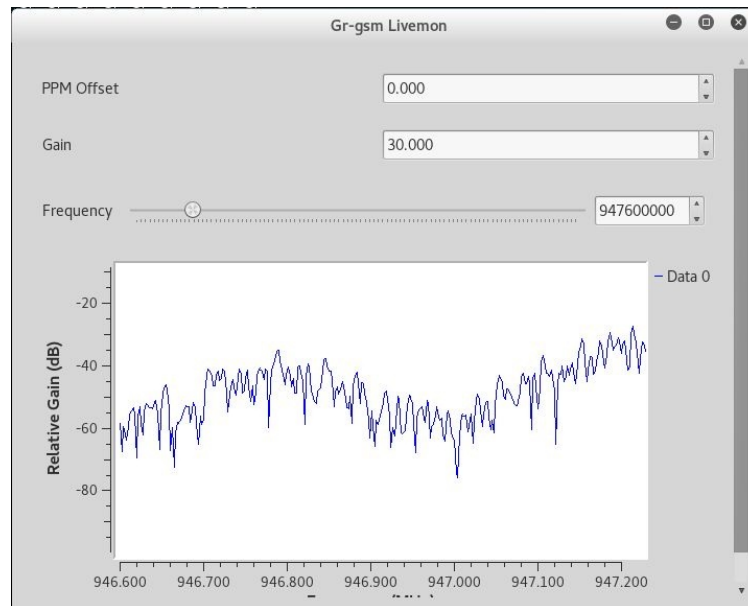 Gr-gsm Livemon
PPM Offset 0.000
Gain 30.000
Frequency 947600000
Data 0
Relative Gain (dB)
-20
-40
-60
-80
946.600 946.700 946.800 946.900 947.000 947.100 947.200